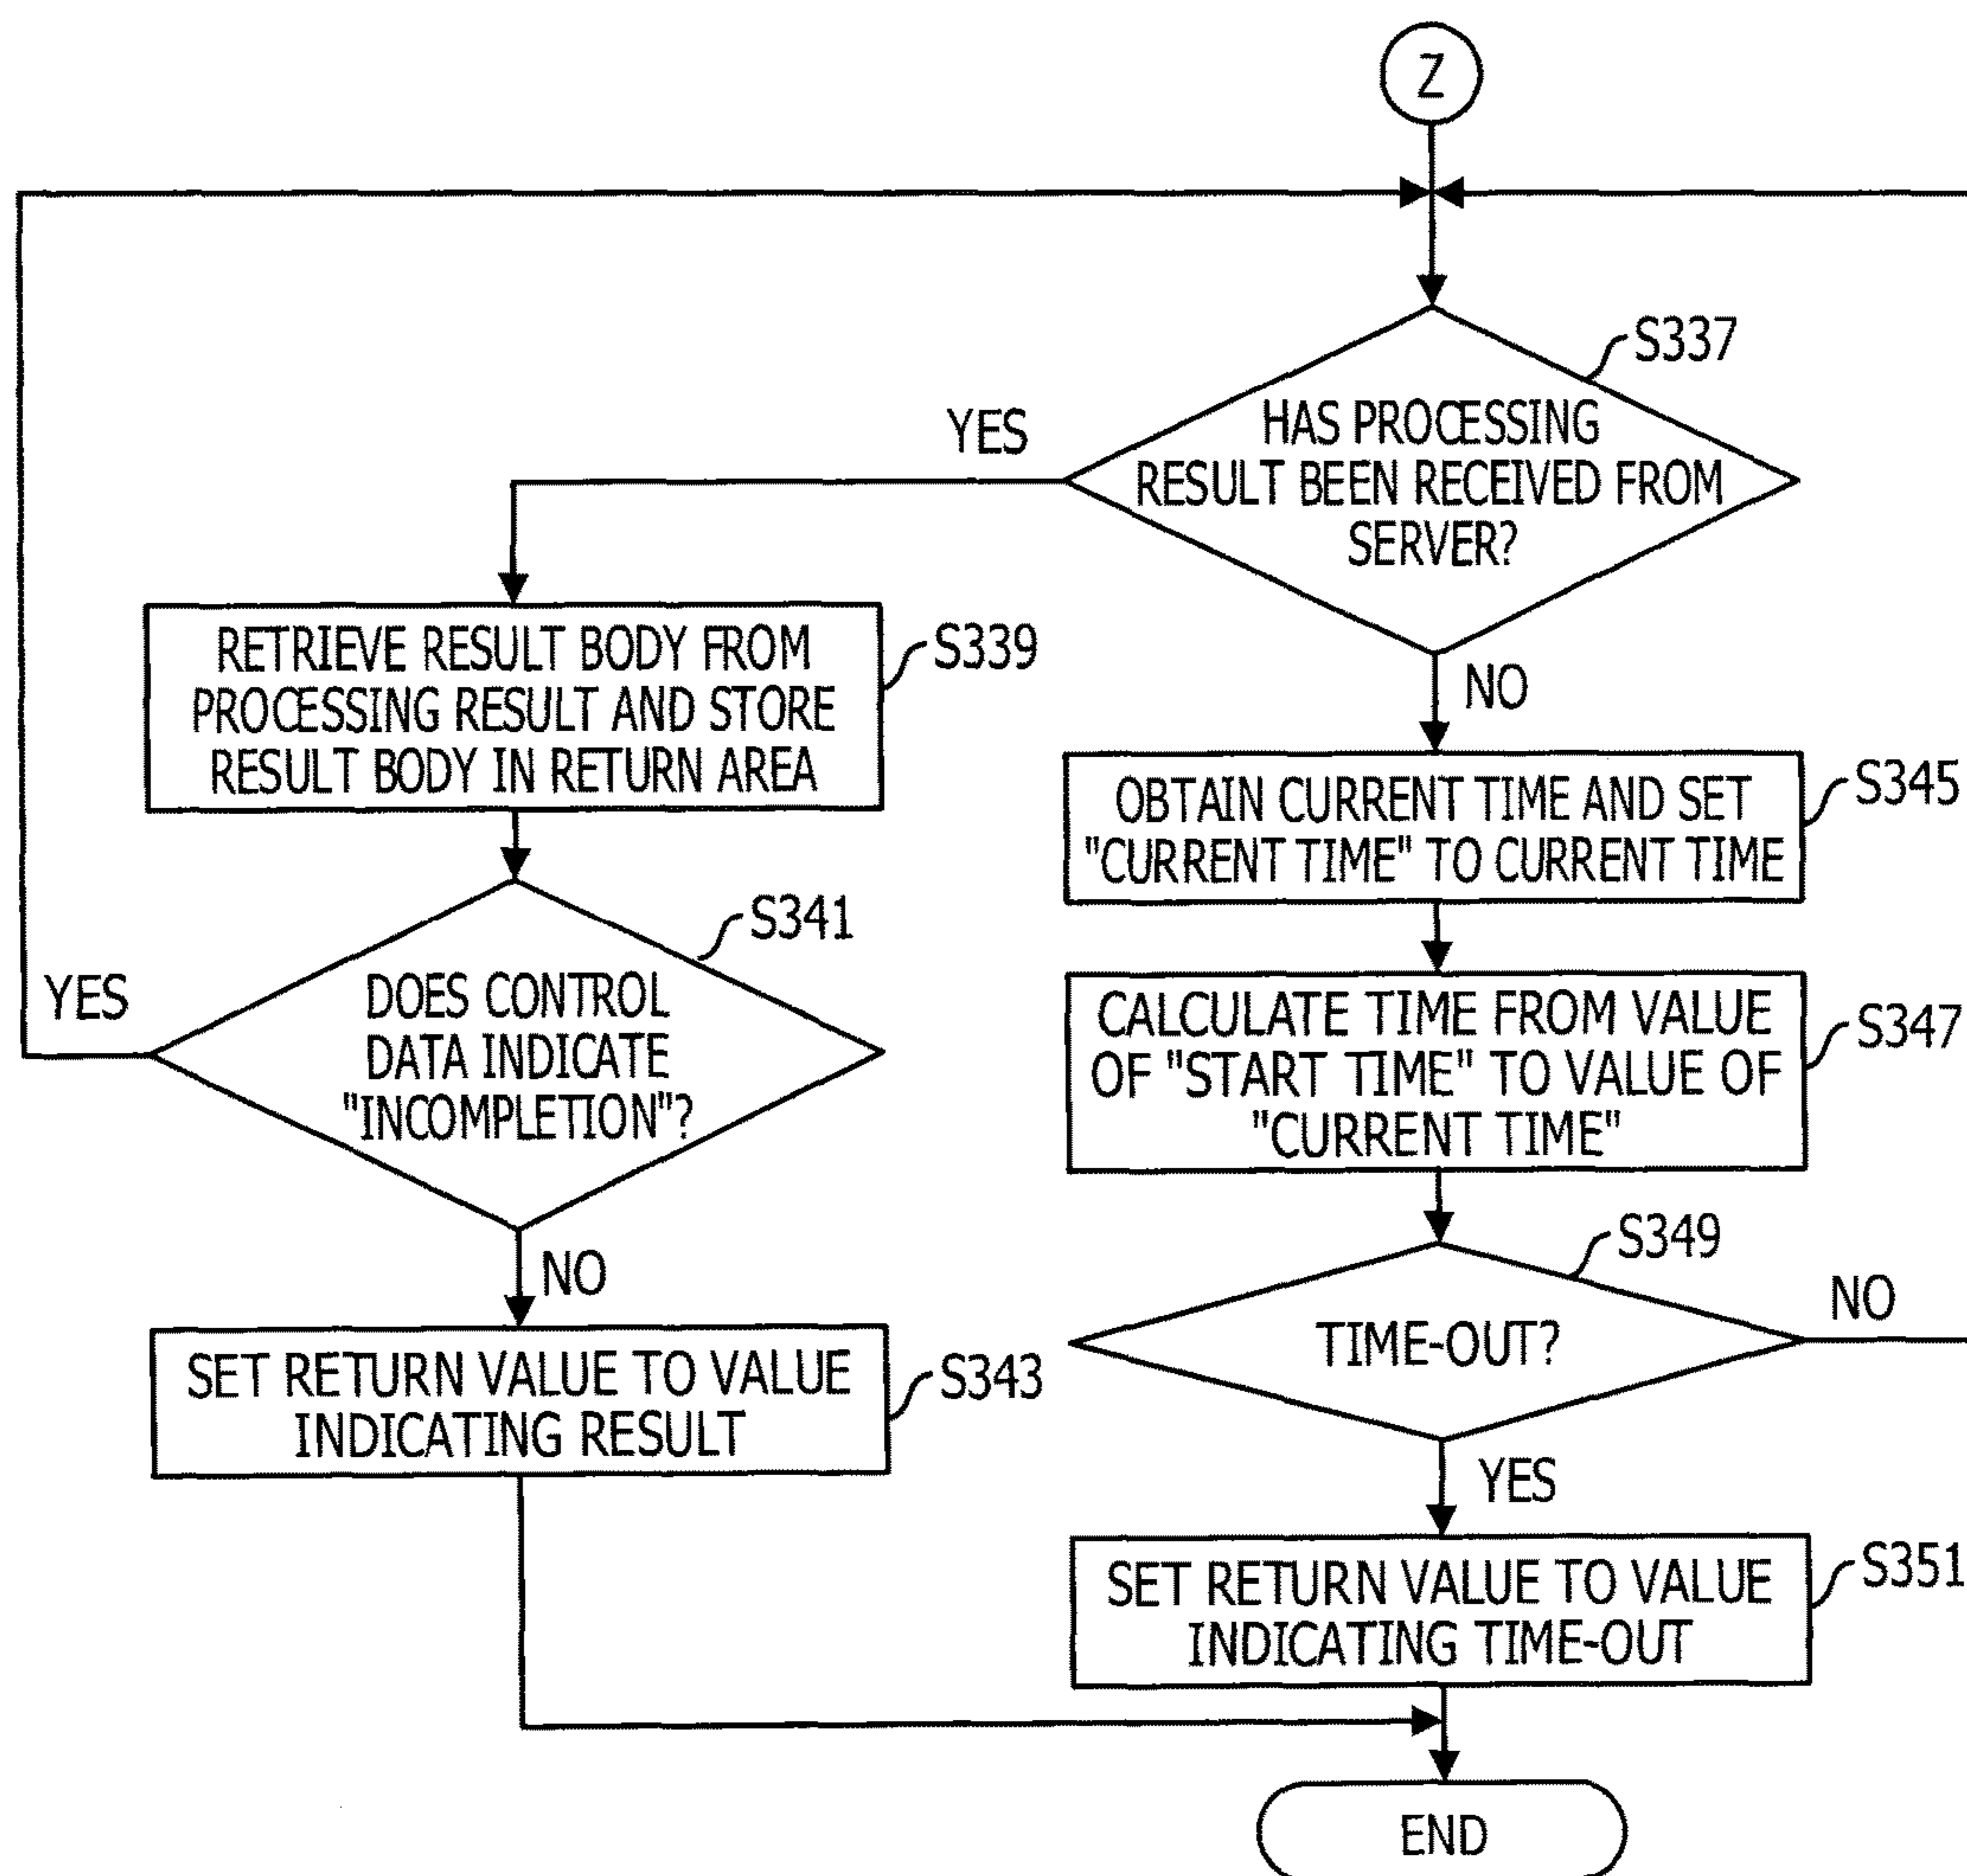 Z
S337
YES
HAS PROCESSING
RESULT BEEN RECEIVED FROM
SERVER?
NO
RETRIEVE RESULT BODY FROM
PROCESSING RESULT AND STORE
RESULT BODY IN RETURN AREA
S339
OBTAIN CURRENT TIME AND SET
"CURRENT TIME" TO CURRENT TIME
S345
S341
YES
DOES CONTROL
DATA INDICATE
"INCOMPLETION"?
NO
CALCULATE TIME FROM VALUE
OF "START TIME" TO VALUE OF
"CURRENT TIME"
S347
S349
TIME-OUT?
NO
YES
SET RETURN VALUE TO VALUE
INDICATING RESULT
S343
SET RETURN VALUE TO VALUE
INDICATING TIME-OUT
S351
END